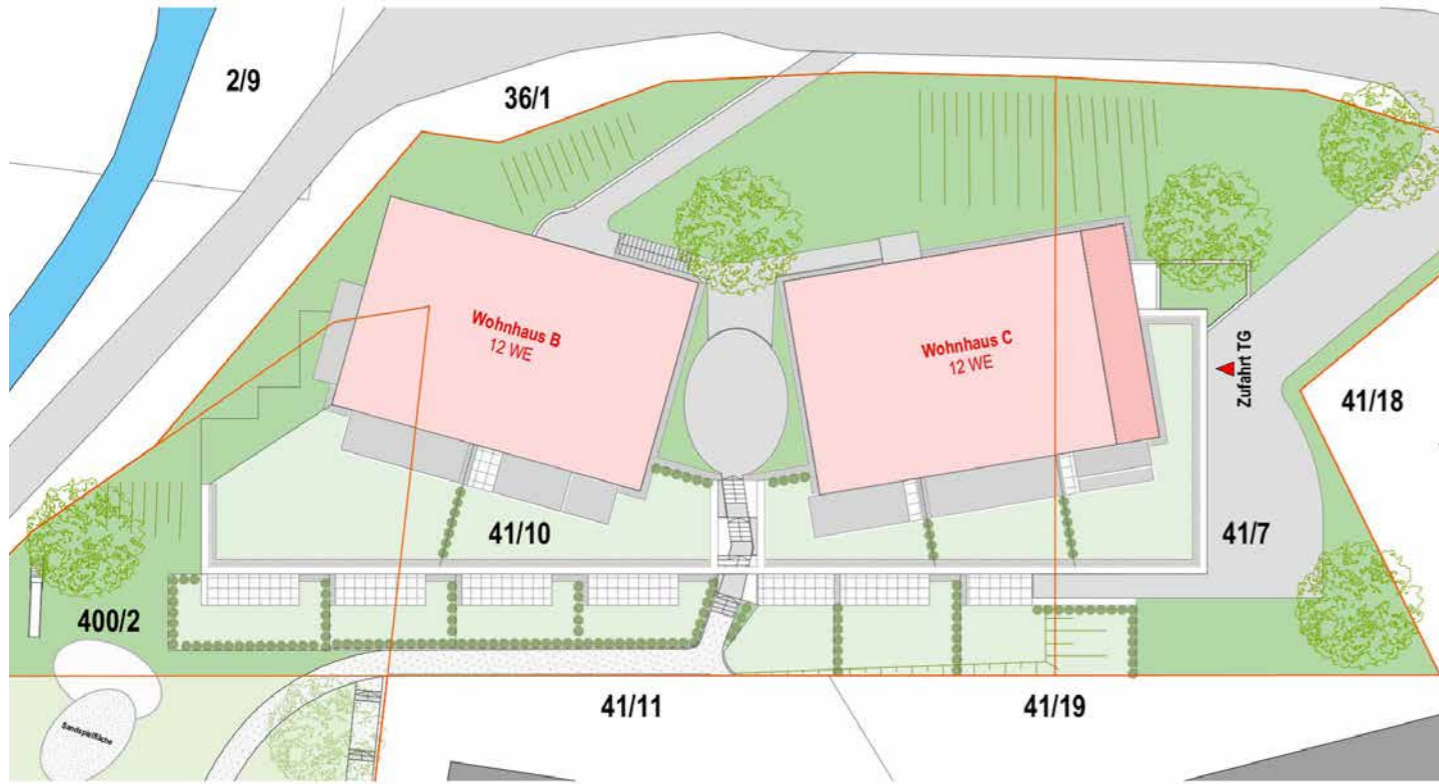 2/9
36/1
Wohnhaus B
12 WE
Wohnhaus C
12 WE
Zufahrt TG
41/18
41/10
41/7
400/2
41/11
41/19
Sandspielfläche